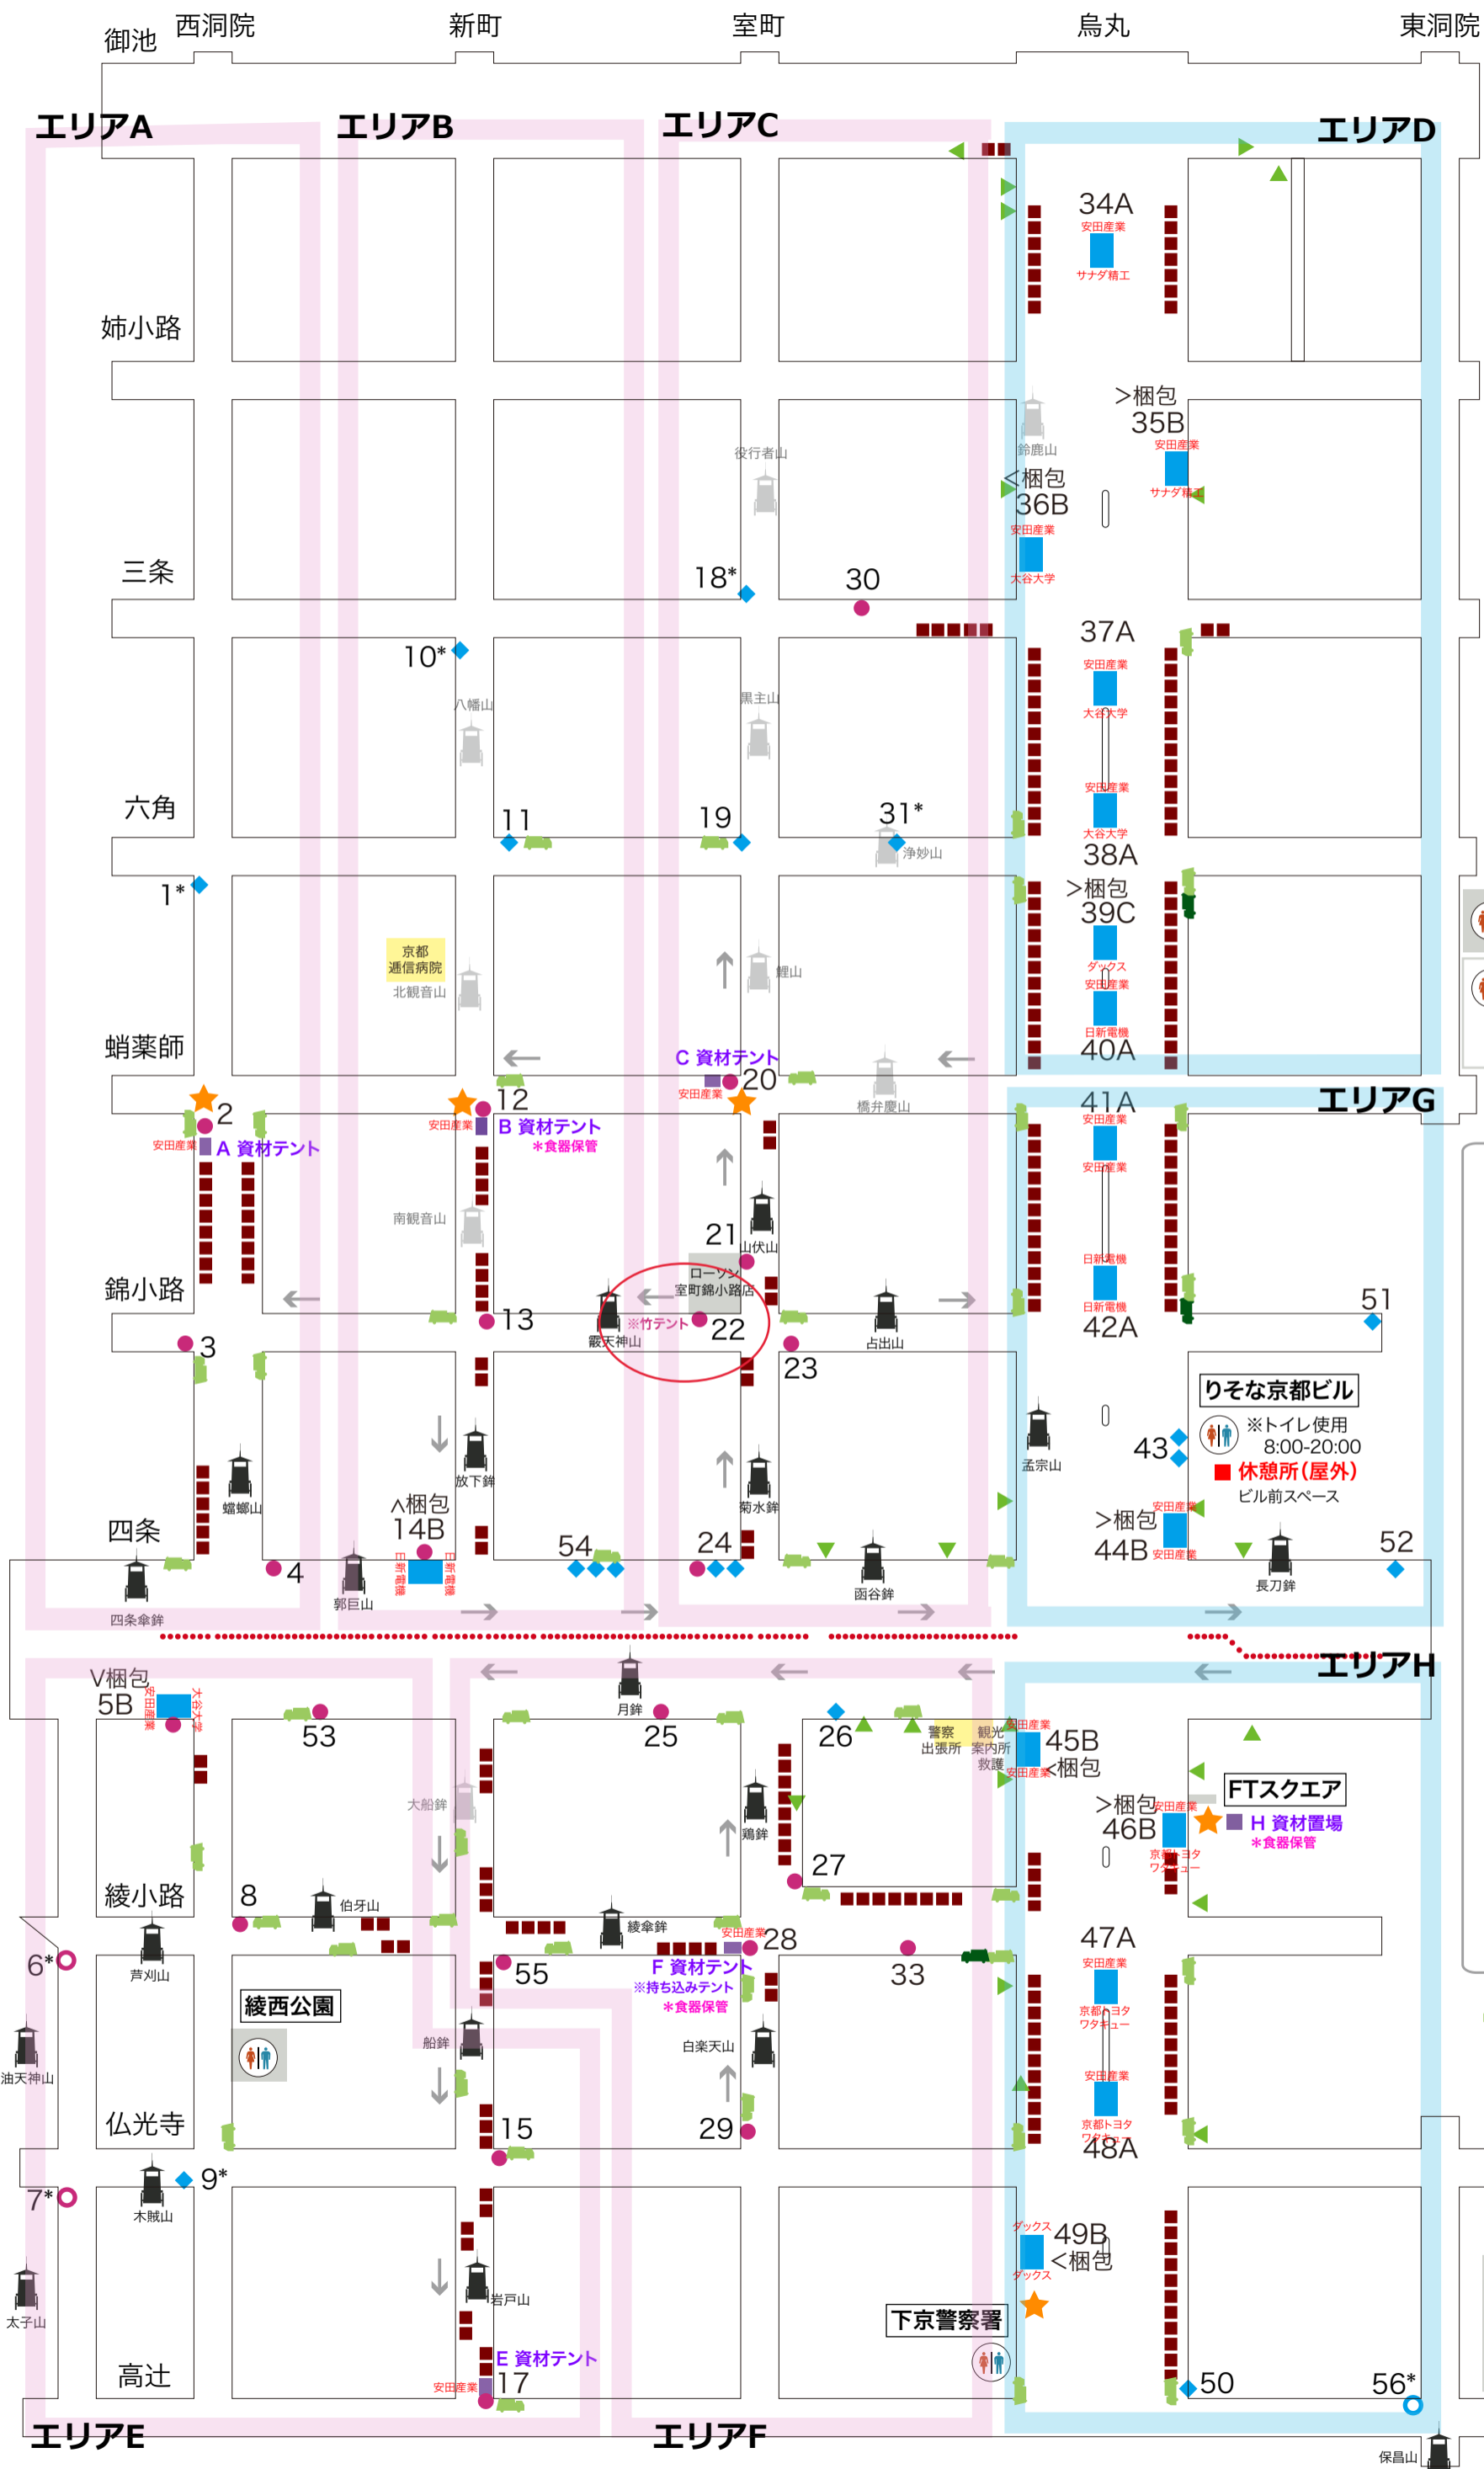 西洞院
新町
室町
烏丸
東洞院
御池
エリアA
エリアB
エリアC
エリアD
34A
安田産業
サナダ精工
姉小路
>梱包
35B
安田産業
サナダ精工
鈴鹿山
<梱包
36B
安田産業
大谷大学
役行者山
三条
18*
30
10*
37A
安田産業
大谷大学
八幡山
黒主山
六角
11
19
31*
浄妙山
安田産業
大谷大学
38A
1*
>梱包
39C
ダックス
安田産業
日新電機
40A
京都
逓信病院
北観音山
鯉山
蛸薬師
C 資材テント
20
安田産業
橋弁慶山
エリアG
2
安田産業
A 資材テント
12
安田産業
B 資材テント
*食器保管
41A
安田産業
安田産業
南観音山
21
山伏山
ローソン
室町錦小路店
錦小路
日新電機
日新電機
42A
51
3
13
霰天神山
※竹テント
22
占出山
23
りそな京都ビル
※トイレ使用
8:00-20:00
休憩所(屋外)
ビル前スペース
43
孟宗山
蟷螂山
放下鉾
菊水鉾
四条
^梱包
14B
日新電機
日新電機
54
24
>梱包
44B
安田産業
安田産業
52
4
四条傘鉾
郭巨山
函谷鉾
長刀鉾
エリアH
V梱包
5B
安田産業
大谷大学
53
月鉾
25
26
警察
出張所
観光
案内所
救護
安田産業
45B
<梱包
安田産業
大船鉾
鶏鉾
FTスクエア
>梱包
46B
安田産業
京都トヨタ
ワタキュー
H 資材置場
*食器保管
27
綾小路
8
伯牙山
綾傘鉾
6*
芦刈山
55
安田産業
28
F 資材テント
※持ち込みテント
*食器保管
33
47A
安田産業
京都トヨタ
ワタキュー
綾西公園
油天神山
船鉾
白楽天山
仏光寺
15
29
安田産業
京都トヨタ
ワタキュー
48A
7*
木賊山
9*
太子山
岩戸山
ダックス
49B
<梱包
ダックス
下京警察署
高辻
E 資材テント
17
安田産業
50
56*
エリアE
エリアF
保昌山